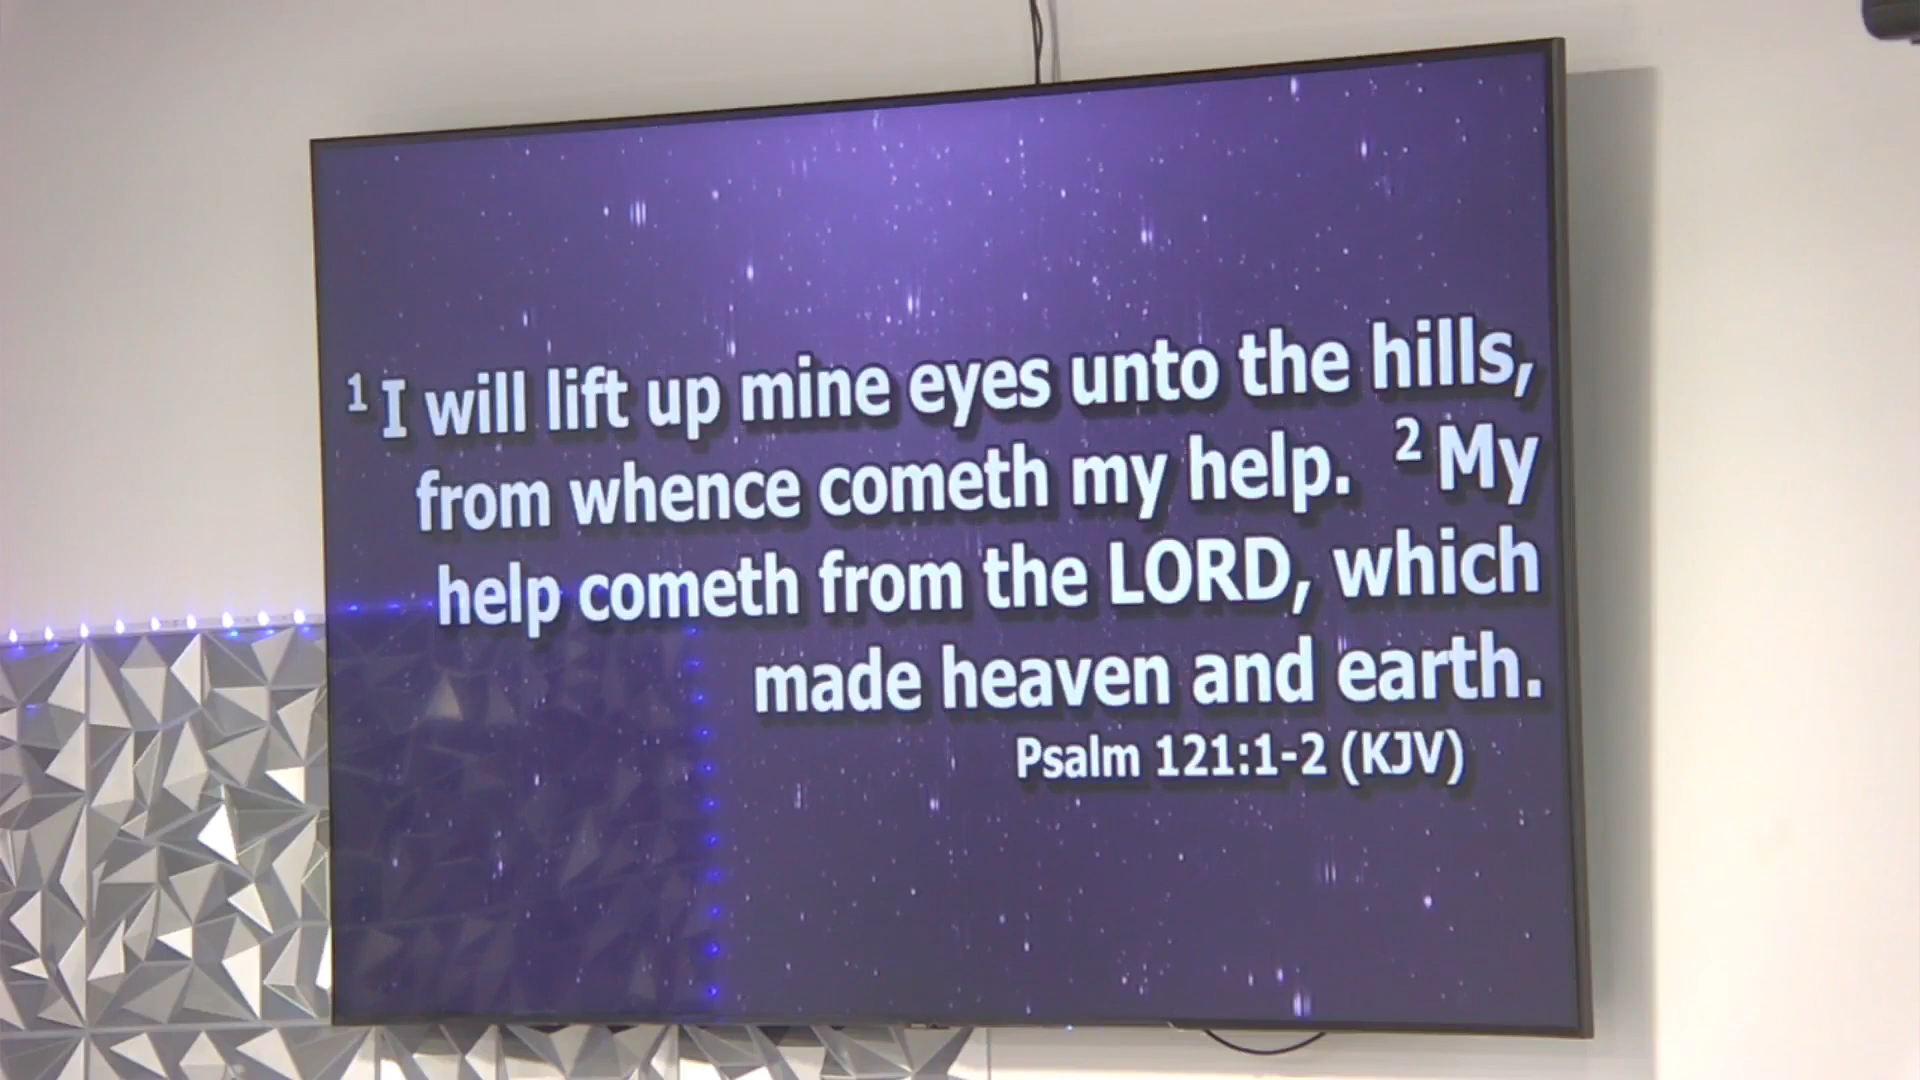 1 I will lift up mine eyes unto the hills,
from whence cometh my help. 2 My
help cometh from the LORD, which
made heaven and earth.
Psalm 121:1-2 (KJV)